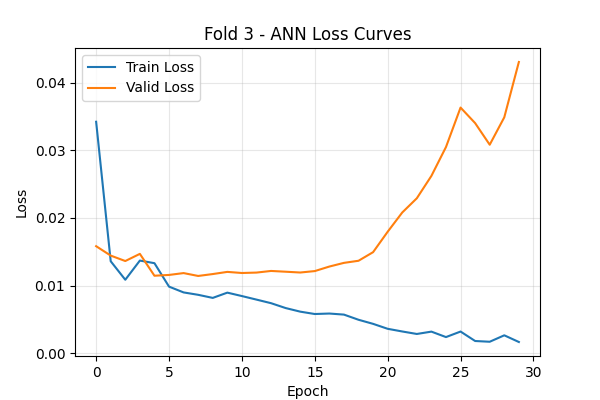 Fold 3 - ANN Loss Curves
Train Loss
Valid Loss
0.04
0.03
0.02
0.01
0.00
Loss
0 5 10 15 20 25 30
Epoch